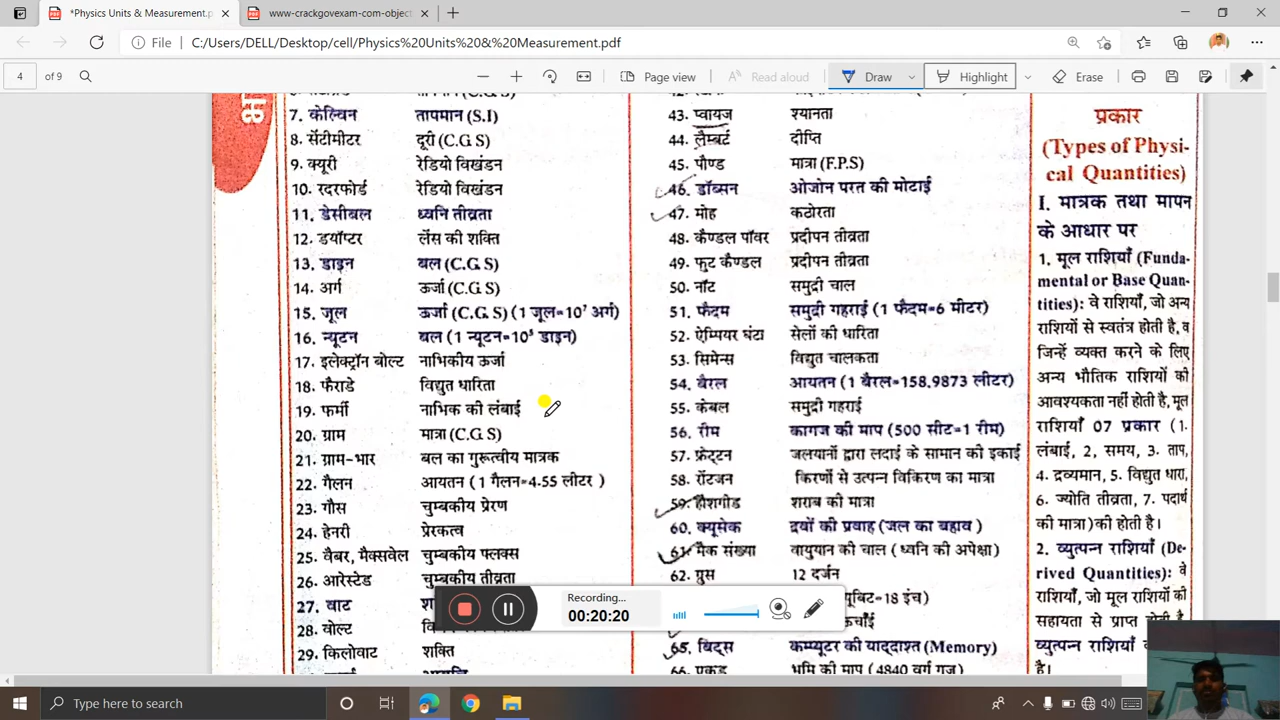 *Physics Units & Measurement.p
www-crackgovexam-com-object
File
C:/Users/DELL/Desktop/cell/Physics%20Units%20&%20Measurement.pdf
4 of 9
Page view
Read aloud
Draw
Highlight
Erase
7. केल्विन तापमान (S.I)
8. सेंटीमीटर दूरी (C.G.S)
9. क्यूरी रेडियो विखंडन
10. रदरफोर्ड रेडियो विखंडन
11. डेसीबल ध्वनि तीव्रता
12. डयॉप्टर लेंस की शक्ति
13. डाइन बल (C.G.S)
14. अर्ग ऊर्जा (C.G.S)
15. जूल ऊर्जा (C.G.S) (1 जूल=10⁷ अर्ग)
16. न्यूटन बल (1 न्यूटन=10⁵ डाइन)
17. इलेक्ट्रॉन बोल्ट नाभिकीय ऊर्जा
18. फैराडे विद्युत धारिता
19. फर्मी नाभिक की लंबाई
20. ग्राम मात्रा (C.G.S)
21. ग्राम-भार बल का गुरूत्वीय मात्रक
22. गैलन आयतन (1 गैलन=4.55 लीटर )
23. गौस चुम्बकीय प्रेरण
24. हेनरी प्रेरकत्व
25. वैबर, मैक्सवेल चुम्बकीय फ्लक्स
26. आरेस्टेड चुम्बकीय तीव्रता
27. वाट
28. वोल्ट
29. किलोवाट शक्ति
43. प्वायज श्यानता
44. लैम्बर्ट दीप्ति
45. पौण्ड मात्रा (F.P.S)
46. डॉब्सन ओजोन परत की मोटाई
47. मोह कठोरता
48. कैण्डल पॉवर प्रदीपन तीव्रता
49. फुट कैण्डल प्रदीपन तीव्रता
50. नॉट समुद्री चाल
51. फैदम समुद्री गहराई (1 फैदम=6 मीटर)
52. ऐम्पियर घंटा सेलों की धारिता
53. सिमेन्स विद्युत चालकता
54. बैरल आयतन (1 बैरल=158.9873 लीटर)
55. केबल समुद्री गहराई
56. रीम कागज की माप (500 सीट=1 रीम)
57. फ्रेट्टन जलयानों द्वारा लदाई के सामान की इकाई
58. रोंटजन किरणों से उत्पन्न विकिरण का मात्रा
59. हौशगीड शराब की मात्रा
60. क्यूसेक द्रवों की प्रवाह (जल का बहाव)
61. मैक संख्या वायुयान की चाल (ध्वनि की अपेक्षा)
62. ग्रुस 12 दर्जन
यूबिट=18 इंच)
65. बिट्स कम्प्यूटर की याद्दाश्त (Memory)
66. एकड़ भूमि की माप (4840 वर्ग गज)
प्रकार
(Types of Physi-
cal Quantities)
I. मात्रक तथा मापन
के आधार पर
1. मूल राशियाँ (Funda-
mental or Base Quan-
tities): वे राशियाँ, जो अन्य
राशियों से स्वतंत्र होती है, व
जिन्हें व्यक्त करने के लिए
अन्य भौतिक राशियों की
आवश्यकता नहीं होती है, मूल
राशियाँ 07 प्रकार (1.
लंबाई, 2, समय, 3. ताप,
4. द्रव्यमान, 5. विद्युत धारा,
6. ज्योति तीव्रता, 7. पदार्थ
की मात्रा) की होती है।
2. व्युत्पन्न राशियाँ (De-
rived Quantities): वे
राशियाँ, जो मूल राशियों की
सहायता से प्राप्त
व्युत्पन्न राशियाँ
है।
Recording...
00:20:20
Type here to search